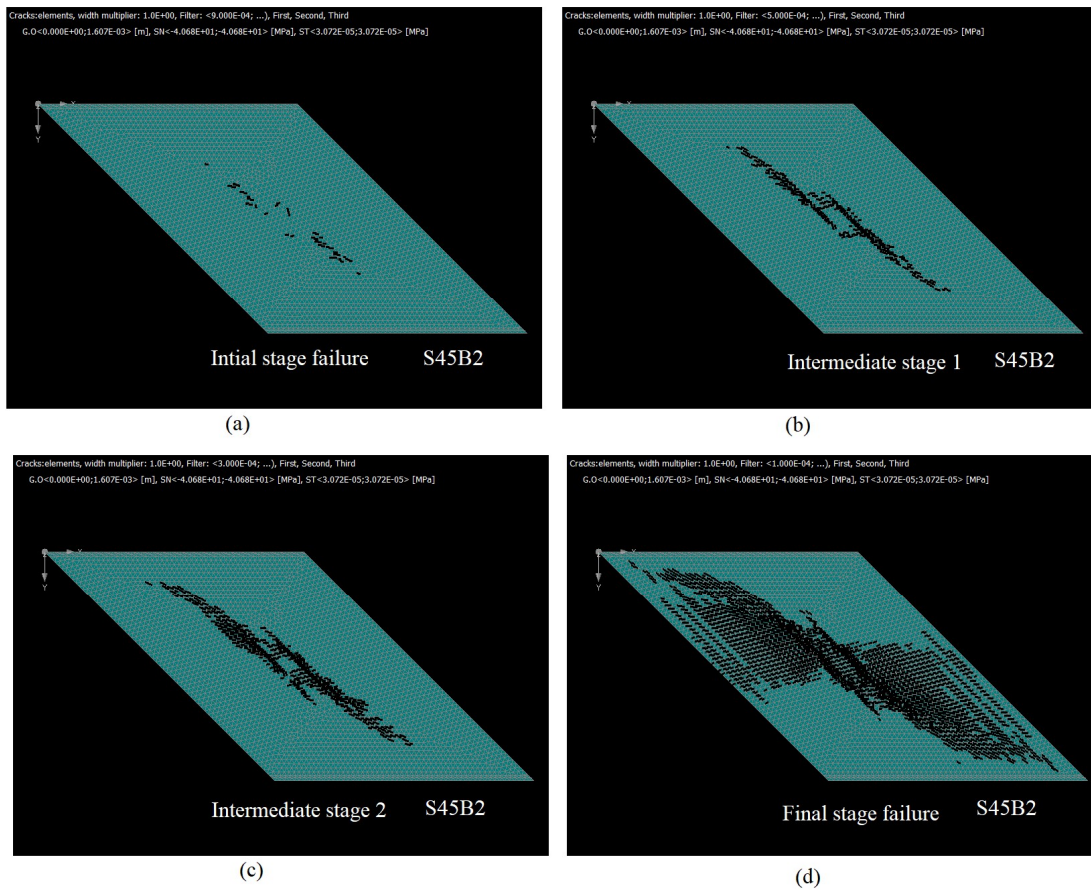 Cracks:elements, width multiplier: 1.0E+00, Filter: <9.000E-04; ...), First, Second, Third
G.O<0.000E+00;1.607E-03> [m], SN<-4.068E+01;-4.068E+01> [MPa], ST<3.072E-05;3.072E-05> [MPa]
X
Y
Intial stage failure S45B2
(a)
Cracks:elements, width multiplier: 1.0E+00, Filter: <5.000E-04; ...), First, Second, Third
G.O<0.000E+00;1.607E-03> [m], SN<-4.068E+01;-4.068E+01> [MPa], ST<3.072E-05;3.072E-05> [MPa]
X
Y
Intermediate stage 1 S45B2
(b)
Cracks:elements, width multiplier: 1.0E+00, Filter: <3.000E-04; ...), First, Second, Third
G.O<0.000E+00;1.607E-03> [m], SN<-4.068E+01;-4.068E+01> [MPa], ST<3.072E-05;3.072E-05> [MPa]
X
Y
Intermediate stage 2 S45B2
(c)
Cracks:elements, width multiplier: 1.0E+00, Filter: <1.000E-04; ...), First, Second, Third
G.O<0.000E+00;1.607E-03> [m], SN<-4.068E+01;-4.068E+01> [MPa], ST<3.072E-05;3.072E-05> [MPa]
X
Y
Final stage failure S45B2
(d)